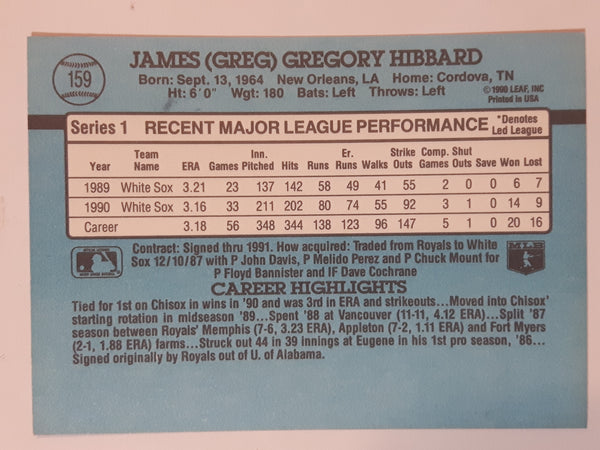 159
JAMES (GREG) GREGORY HIBBARD
Born: Sept. 13, 1964 New Orleans, LA Home: Cordova, TN
Ht: 6'0" Wgt: 180 Bats: Left Throws: Left
©1990 LEAF, INC
Printed in USA
Series 1 RECENT MAJOR LEAGUE PERFORMANCE *Denotes Led League
Year Team Name ERA Games Inn. Pitched Hits Runs Er. Runs Walks Strike Outs Comp. Games Shut Outs Save Won Lost
1989 White Sox 3.21 23 137 142 58 49 41 55 2 0 0 6 7
1990 White Sox 3.16 33 211 202 80 74 55 92 3 1 0 14 9
Career 3.18 56 348 344 138 123 96 147 5 1 0 20 16
Contract: Signed thru 1991. How acquired: Traded from Royals to White
Sox 12/10/87 with P John Davis, P Melido Perez and P Chuck Mount for
P Floyd Bannister and IF Dave Cochrane
MLB
CAREER HIGHLIGHTS
Tied for 1st on Chisox in wins in '90 and was 3rd in ERA and strikeouts...Moved into Chisox'
starting rotation in midseason '89...Spent '88 at Vancouver (11-11, 4.12 ERA)...Split '87
season between Royals' Memphis (7-6, 3.23 ERA), Appleton (7-2, 1.11 ERA) and Fort Myers
(2-1, 1.88 ERA) farms...Struck out 44 in 39 innings at Eugene in his 1st pro season, '86...
Signed originally by Royals out of U. of Alabama.